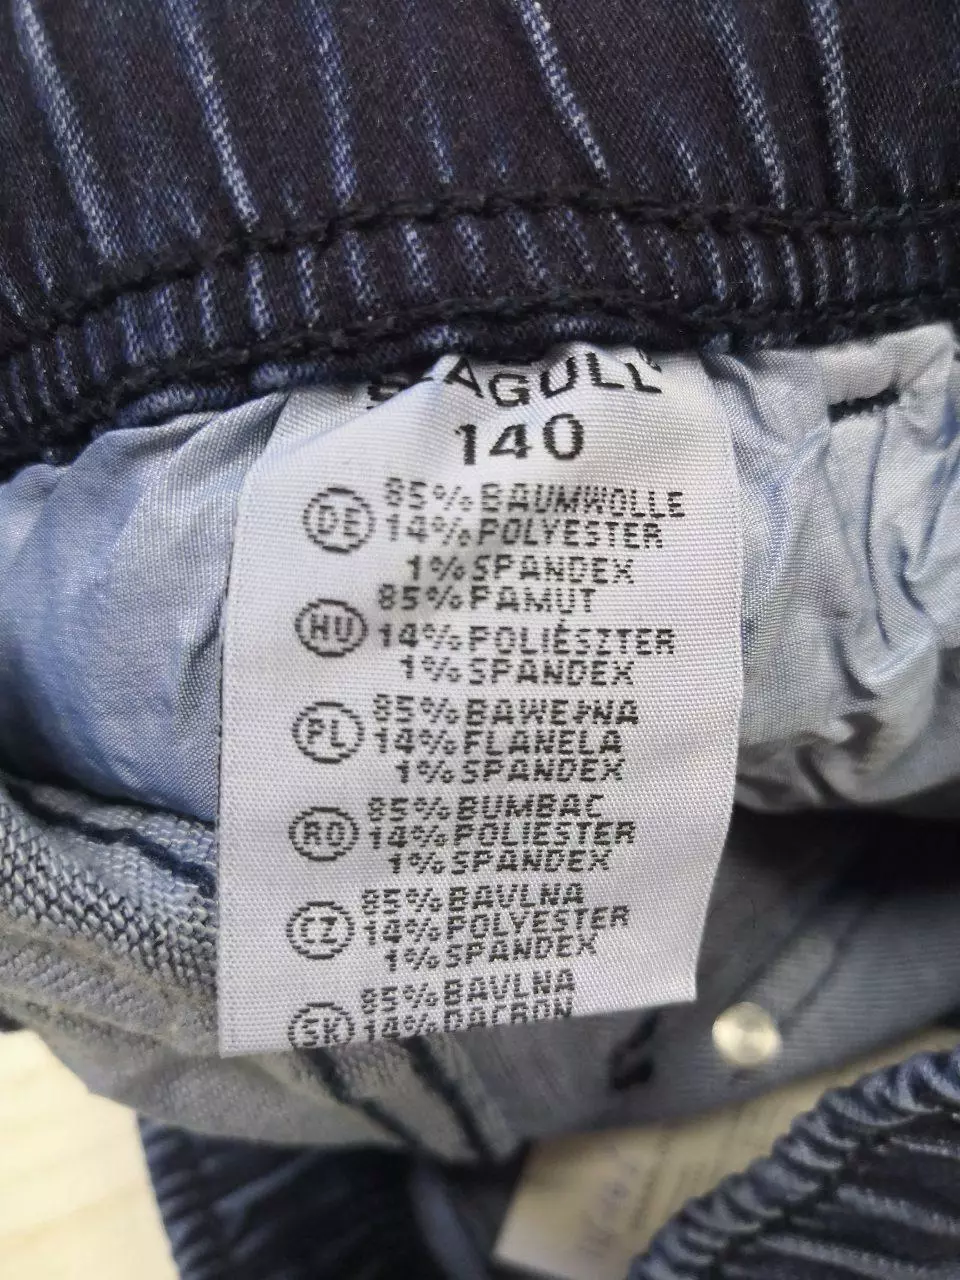 SEAGULL
140
DE 85% BAUMWOLLE
14% POLYESTER
1% SPANDEX
HU 85% PAMUT
14% POLIÉSZTER
1% SPANDEX
PL 85% BAWEŁNA
14% FLANELA
1% SPANDEX
RO 85% BUMBAC
14% POLIESTER
1% SPANDEX
CZ 85% BAVLNA
14% POLYESTER
1% SPANDEX
SK 85% BAVLNA
14% DACRON